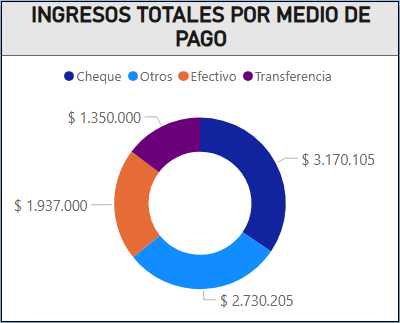 INGRESOS TOTALES POR MEDIO DE
PAGO
Cheque Otros Efectivo Transferencia
$ 1.350.000
$ 3.170.105
$ 1.937.000
$ 2.730.205